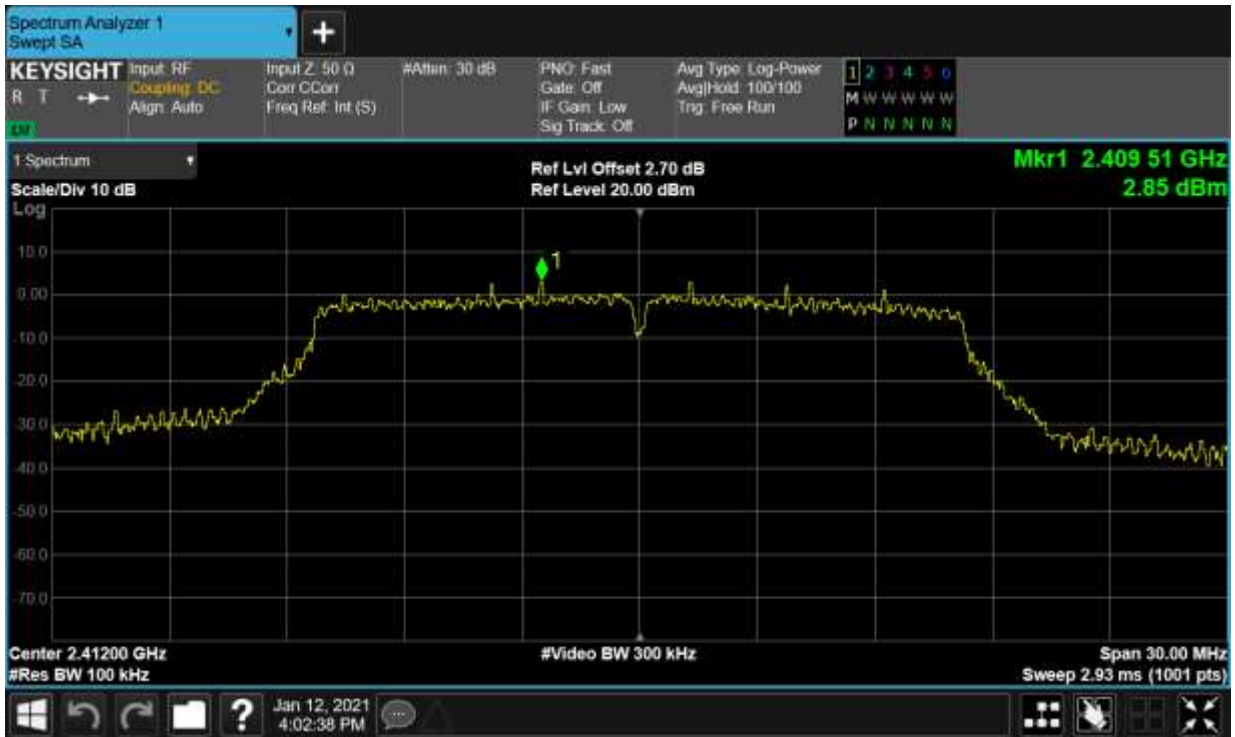 Spectrum Analyzer 1
Swept SA
+
KEYSIGHT
R T
Input: RF
Coupling: DC
Align: Auto
Input Z: 50 Ω
Corr CCorr
Freq Ref: Int (S)
#Atten: 30 dB
PNO: Fast
Gate: Off
IF Gain: Low
Sig Track: Off
Avg Type: Log-Power
Avg|Hold: 100/100
Trig: Free Run
1 2 3 4 5 6
M W W W W W
P N N N N N
1 Spectrum
Scale/Div 10 dB
Ref Lvl Offset 2.70 dB
Ref Level 20.00 dBm
Mkr1 2.409 51 GHz
2.85 dBm
Log
10.0
0.00
-10.0
-20.0
-30.0
-40.0
-50.0
-60.0
-70.0
1
Center 2.41200 GHz
#Res BW 100 kHz
#Video BW 300 kHz
Span 30.00 MHz
Sweep 2.93 ms (1001 pts)
?
Jan 12, 2021
4:02:38 PM